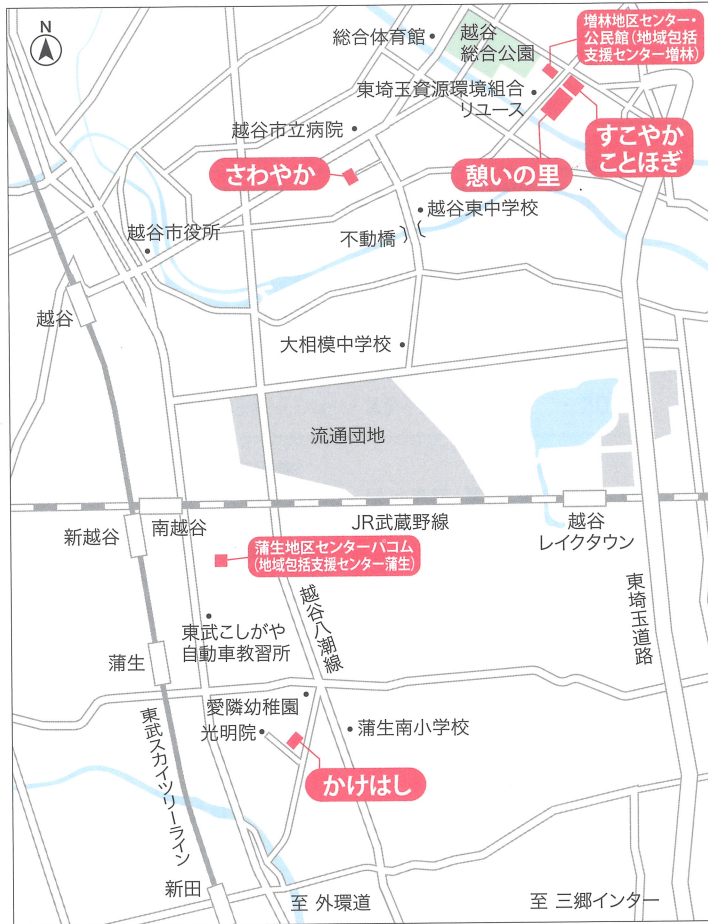 N
総合体育館
越谷
総合公園
増林地区センター・
公民館(地域包括
支援センター増林)
東埼玉資源環境組合
リユース
越谷市立病院
すこやか
ことほぎ
さわやか
憩いの里
越谷東中学校
越谷市役所
不動橋
越谷
大相模中学校
流通団地
JR武蔵野線
新越谷
南越谷
越谷
レイクタウン
蒲生地区センターパコム
(地域包括支援センター蒲生)
越谷八潮線
東埼玉道路
東武こしがや
自動車教習所
蒲生
愛隣幼稚園
光明院
蒲生南小学校
東武スカイツリーライン
かけはし
新田
至 外環道
至 三郷インター